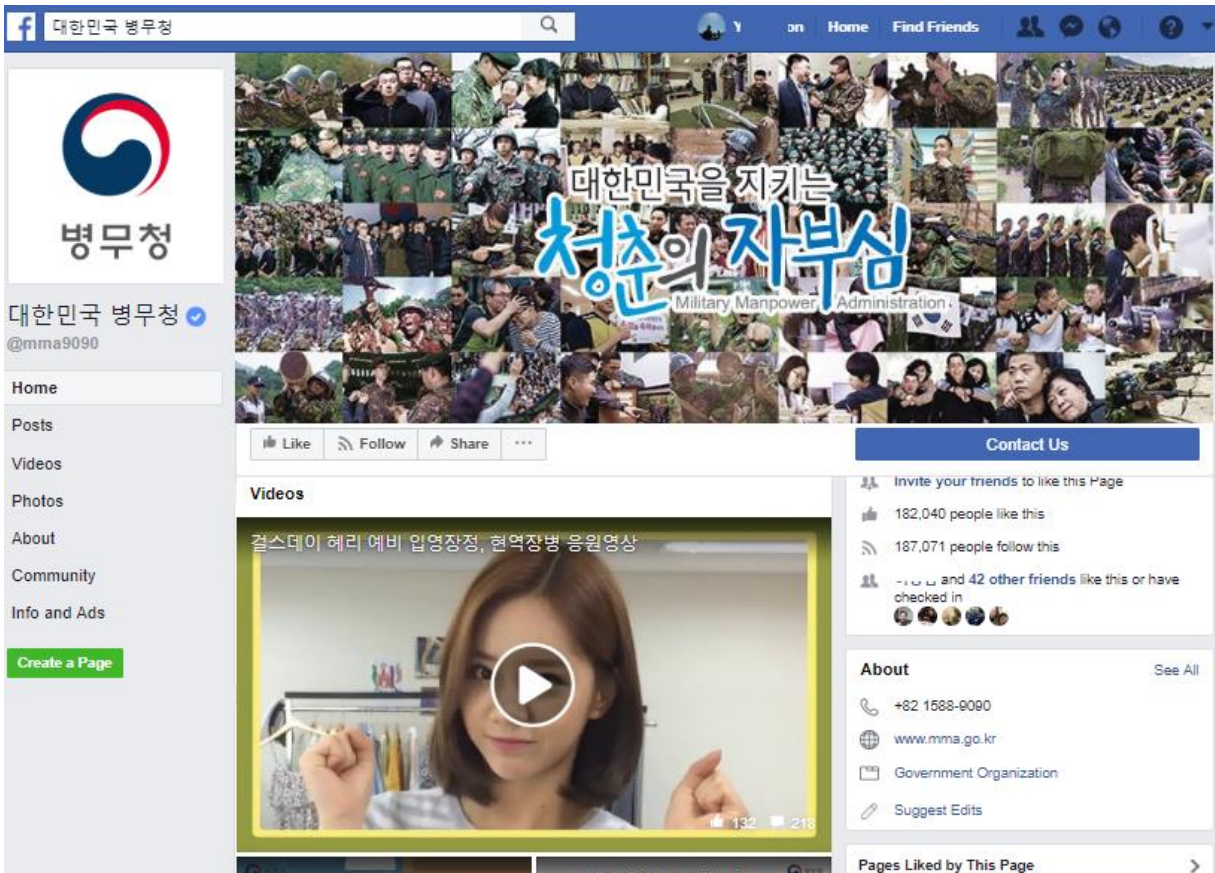 대한민국 병무청
Home
Find Friends
병무청
대한민국을 지키는
청춘의 자부심
Military Manpower Administration
대한민국 병무청
@mma9090
Home
Posts
Videos
Photos
About
Community
Info and Ads
Create a Page
Like
Follow
Share
Contact Us
Videos
걸스데이 혜리 예비 입영장정, 현역장병 응원영상
132
218
Invite your friends to like this Page
182,040 people like this
187,071 people follow this
and 42 other friends like this or have
checked in
About
See All
+82 1588-9090
www.mma.go.kr
Government Organization
Suggest Edits
Pages Liked by This Page